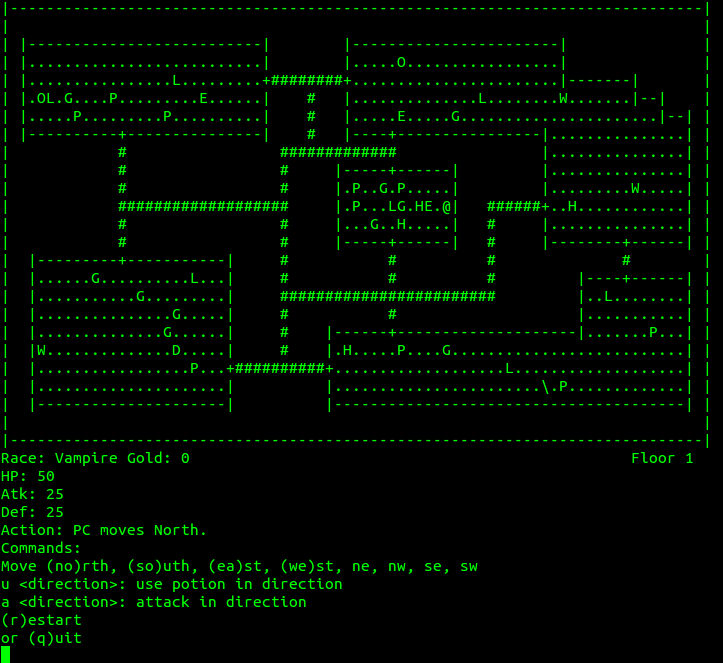 |-----------------------------------------------------------------------------|
|                                                                             |
| |--------------------------|        |-----------------------|               |
| |..........................|        |.....O.................|               |
| |................L.........+########+.......................|-------|       |
| |.OL.G....P.........E......|    #   |..............L........W.......|--|    |
| |.....P.........P..........|    #   |.....E.....G......................|--| |
| |----------+---------------|    #   |----+----------------|...............| |
|            #                 #############                |...............| |
|            #                 #     |-----+------|         |...............| |
|            #                 #     |.P..G.P.....|         |.........W.....| |
|            ###################     |.P...LG.HE.@|   ######+..H............| |
|            #                 #     |...G..H.....|   #     |...............| |
|            #                 #     |-----+------|   #     |--------+------| |
|  |---------+-----------|     #           #          #              #        |
|  |......G..........L...|     #           #          #         |----+------| |
|  |...........G.........|     ########################         |..L........| |
|  |...............G.....|     #           #                    |...........| |
|  |..............G......|     #    |------+--------------------|.......P...| |
|  |W..............D.....|     #    |.H.....P....G..........................| |
|  |.................P...+##########+...................L...................| |
|  |.....................|          |.......................\.P.............| |
|  |---------------------|          |---------------------------------------| |
|                                                                             |
|-----------------------------------------------------------------------------|
Race: Vampire Gold: 0                                                 Floor 1
HP: 50
Atk: 25
Def: 25
Action: PC moves North.
Commands:
Move (no)rth, (so)uth, (ea)st, (we)st, ne, nw, se, sw
u <direction>: use potion in direction
a <direction>: attack in direction
(r)estart
or (q)uit